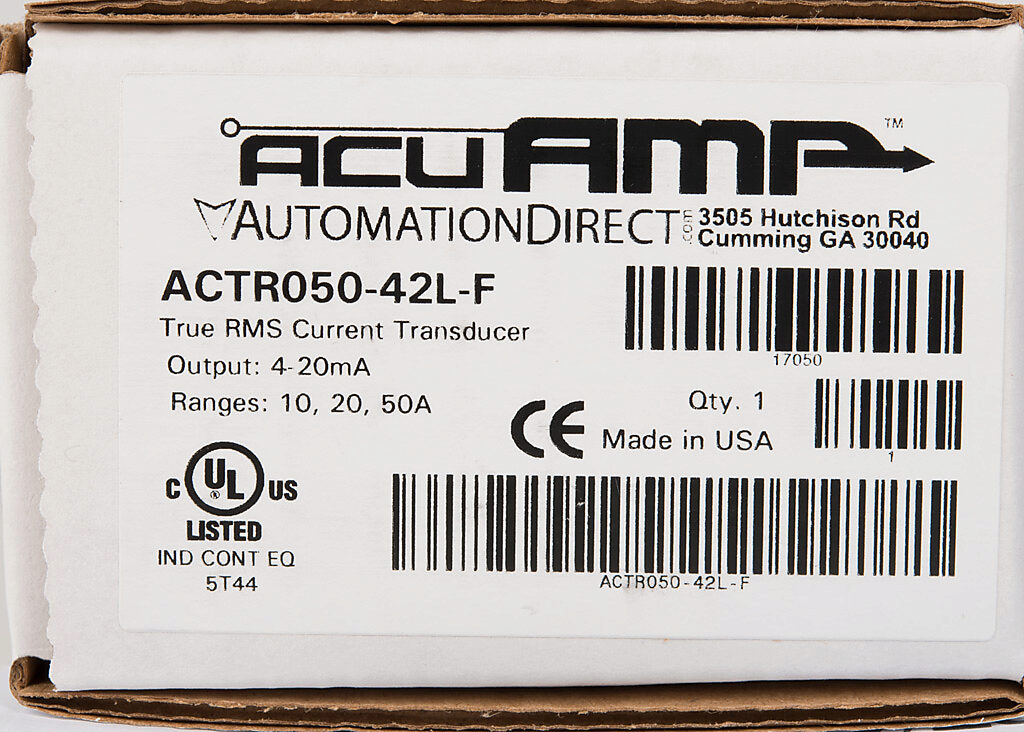 ACUAMP™
AUTOMATIONDIRECT.com 3505 Hutchison Rd
Cumming GA 30040
ACTR050-42L-F
True RMS Current Transducer
Output: 4-20mA
Ranges: 10, 20, 50A
17050
Qty. 1
CE Made in USA
1
C UL® US
LISTED
IND CONT EQ
5T44
ACTR050-42L-F